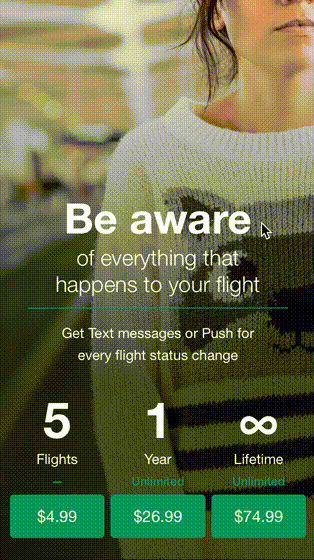 Be aware
of everything that
happens to your flight
Get Text messages or Push for
every flight status change
5 1 ∞
Flights Year Lifetime
– Unlimited Unlimited
$4.99 $26.99 $74.99